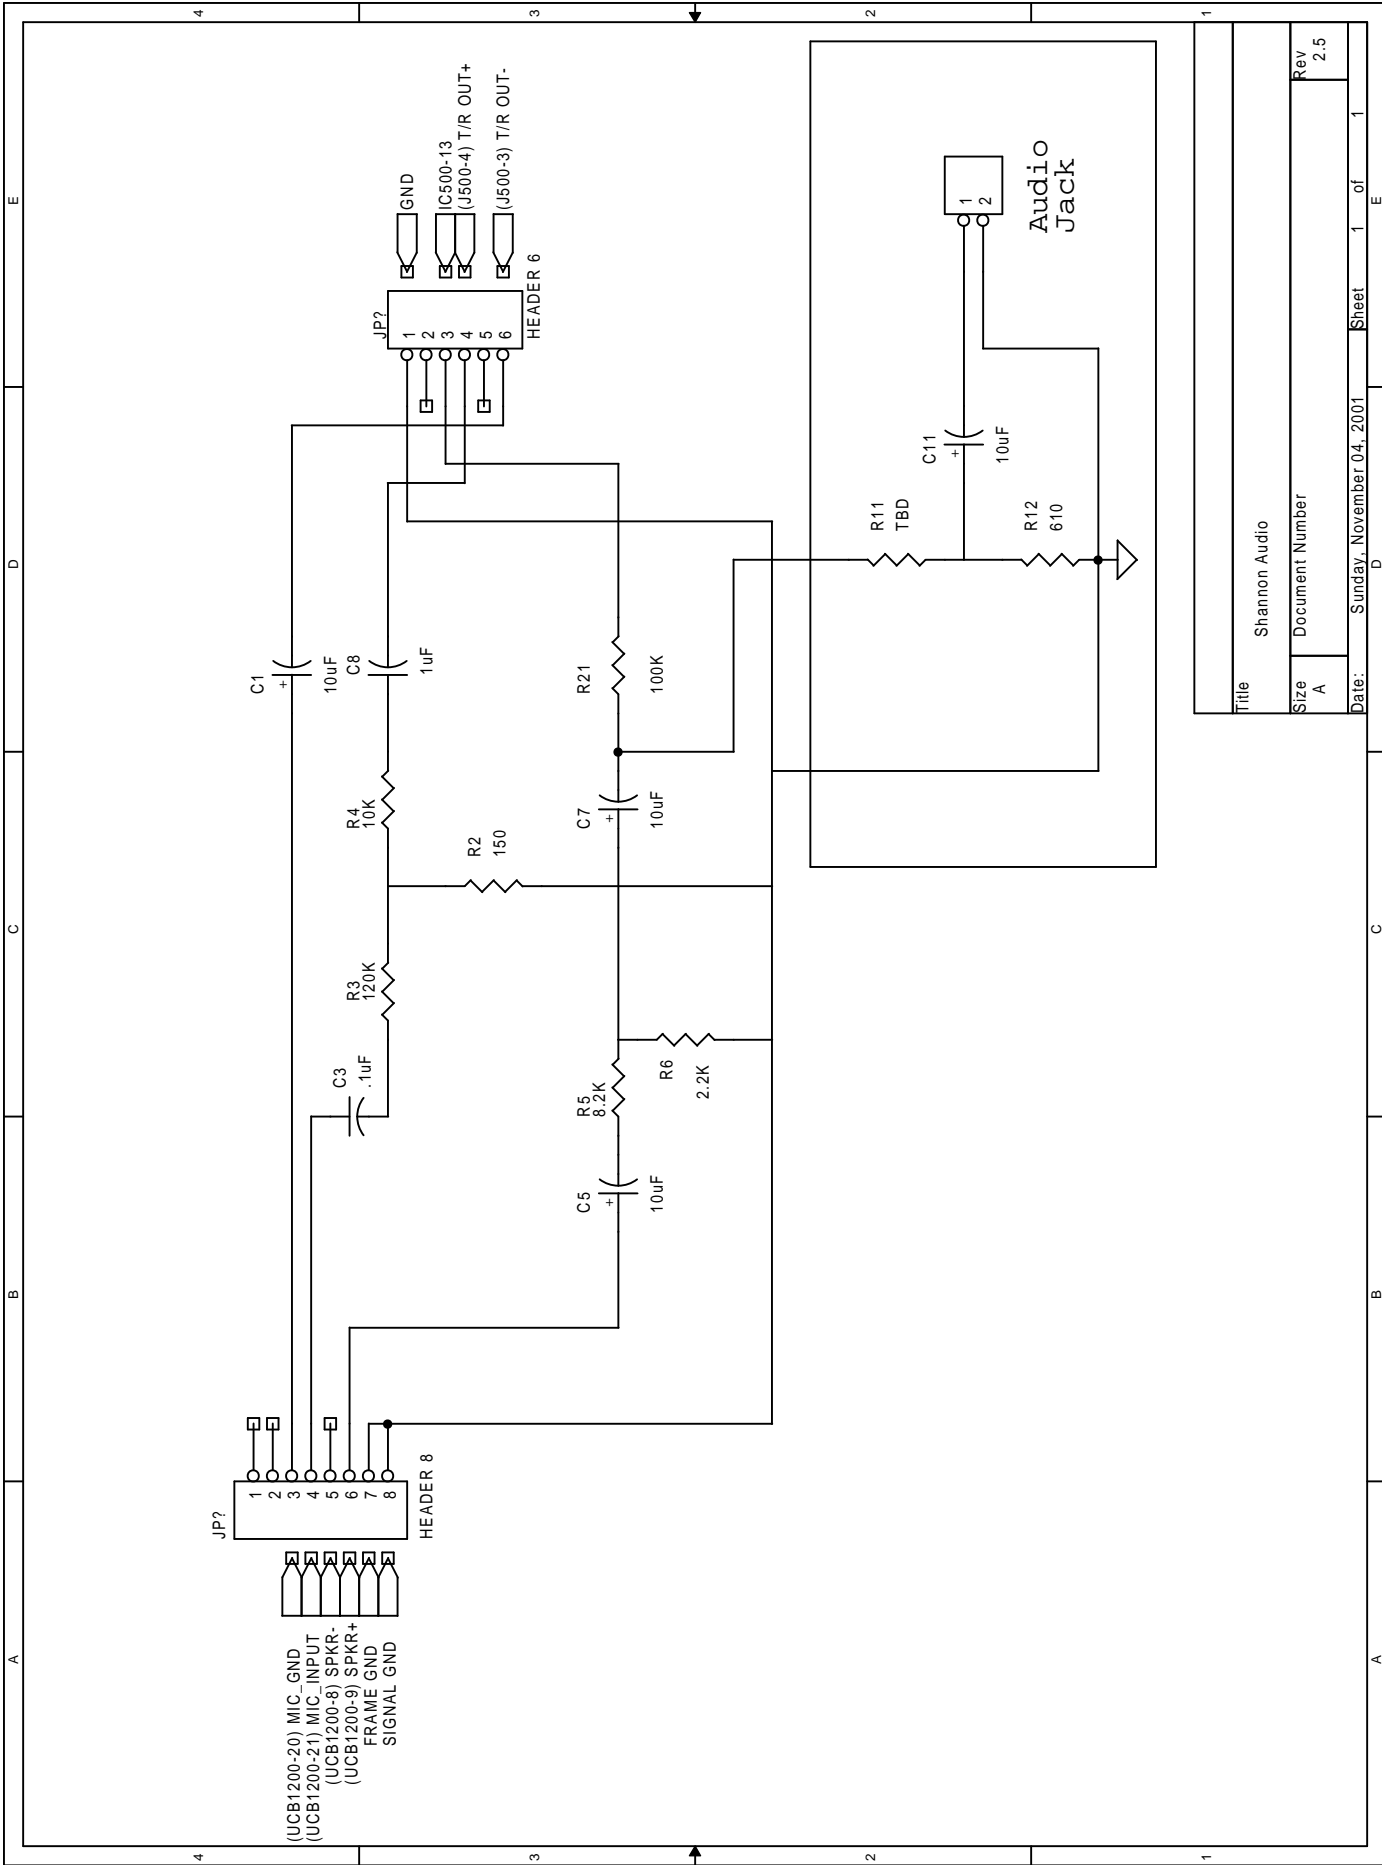 E
D
C
B
A
4
3
2
1
JP?
1
2
3
4
5
6
7
8
HEADER 8
(UCB1200-20) MIC_GND
(UCB1200-21) MIC_INPUT
(UCB1200-8) SPKR-
(UCB1200-9) SPKR+
FRAME GND
SIGNAL GND
C1
+
10uF
C3
.1uF
R3
120K
R4
10K
C8
1uF
R2
150
JP?
1
2
3
4
5
6
HEADER 6
GND
IC500-13
(J500-4) T/R OUT+
(J500-3) T/R OUT-
C5
+
10uF
R5
8.2K
R6
2.2K
C7
+
10uF
R21
100K
R11
TBD
C11
+
10uF
R12
610
1
2
Audio
Jack
Title
Shannon Audio
Size
A
Document Number
Rev
2.5
Date:
Sunday, November 04, 2001
Sheet
1 of 1
A
B
C
D
E
4
3
2
1